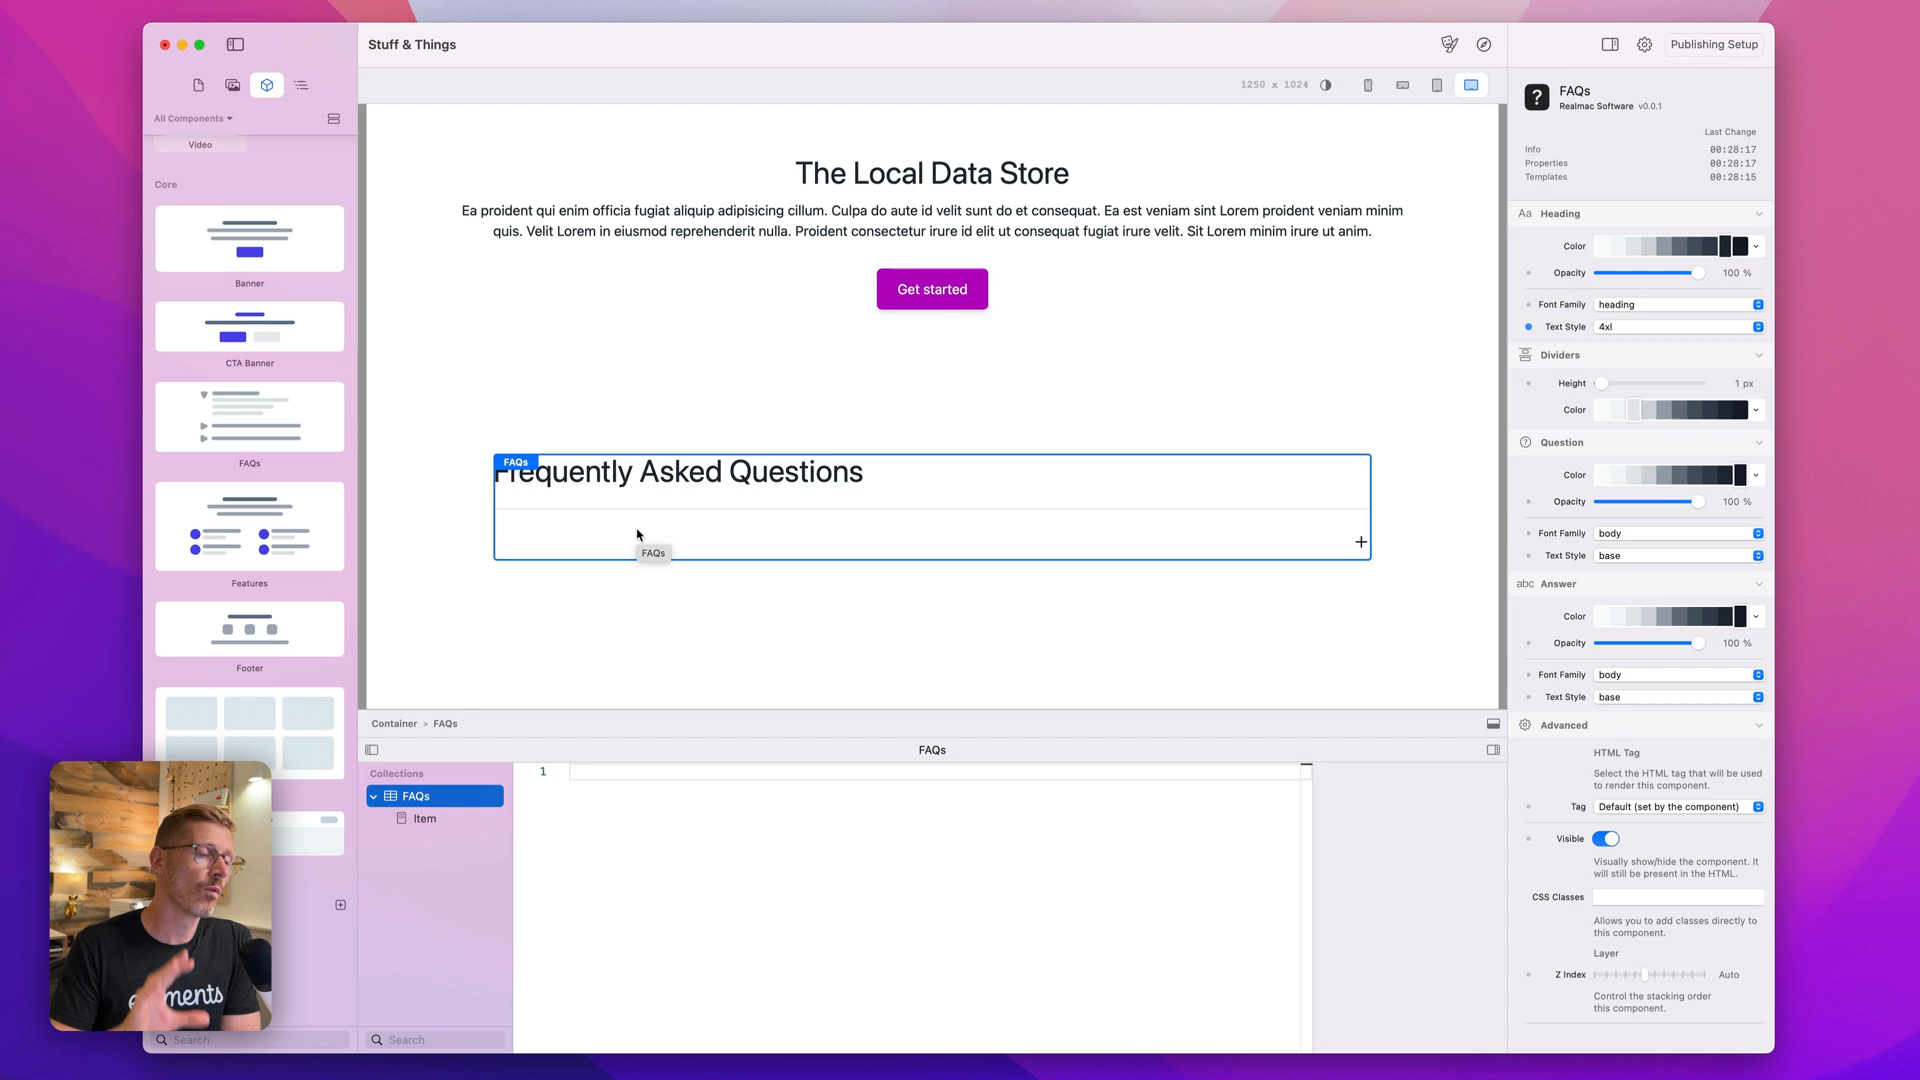 Stuff & Things
Publishing Setup
All Components
1250 x 1024
Video
Core
Banner
CTA Banner
FAQs
Features
Footer
Search
The Local Data Store
Ea proident qui enim officia fugiat aliquip adipisicing cillum. Culpa do aute id velit sunt do et consequat. Ea est veniam sint Lorem proident veniam minim
quis. Velit Lorem in eiusmod reprehenderit nulla. Proident consectetur irure id elit ut consequat fugiat irure velit. Sit Lorem minim irure ut anim.
Get started
FAQs
Frequently Asked Questions
FAQs
Container > FAQs
FAQs
Collections
FAQs
Item
1
Search
FAQs
Realmac Software v0.0.1
Last Change
Info 00:28:17
Properties 00:28:17
Templates 00:28:15
Aa Heading
Color
Opacity 100 %
Font Family heading
Text Style 4xl
Dividers
Height 1 px
Color
Question
Color
Opacity 100 %
Font Family body
Text Style base
abc Answer
Color
Opacity 100 %
Font Family body
Text Style base
Advanced
HTML Tag
Select the HTML tag that will be used
to render this component.
Tag Default (set by the component)
Visible
Visually show/hide the component. It
will still be present in the HTML.
CSS Classes
Allows you to add classes directly to
this component.
Layer
Z Index Auto
Control the stacking order
this component.